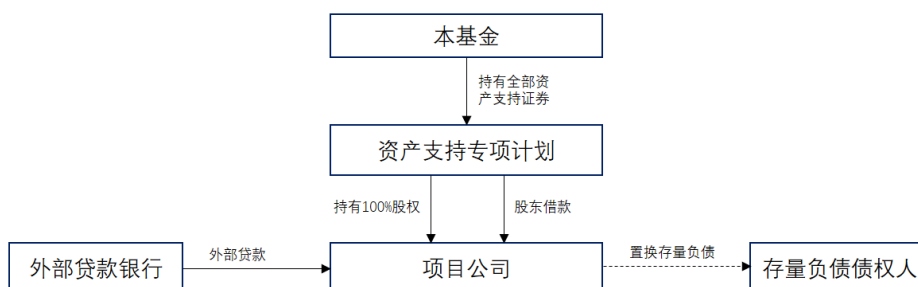 本基金
持有全部资
产支持证券
资产支持专项计划
持有100%股权
股东借款
外部贷款银行
外部贷款
项目公司
置换存量负债
存量负债债权人